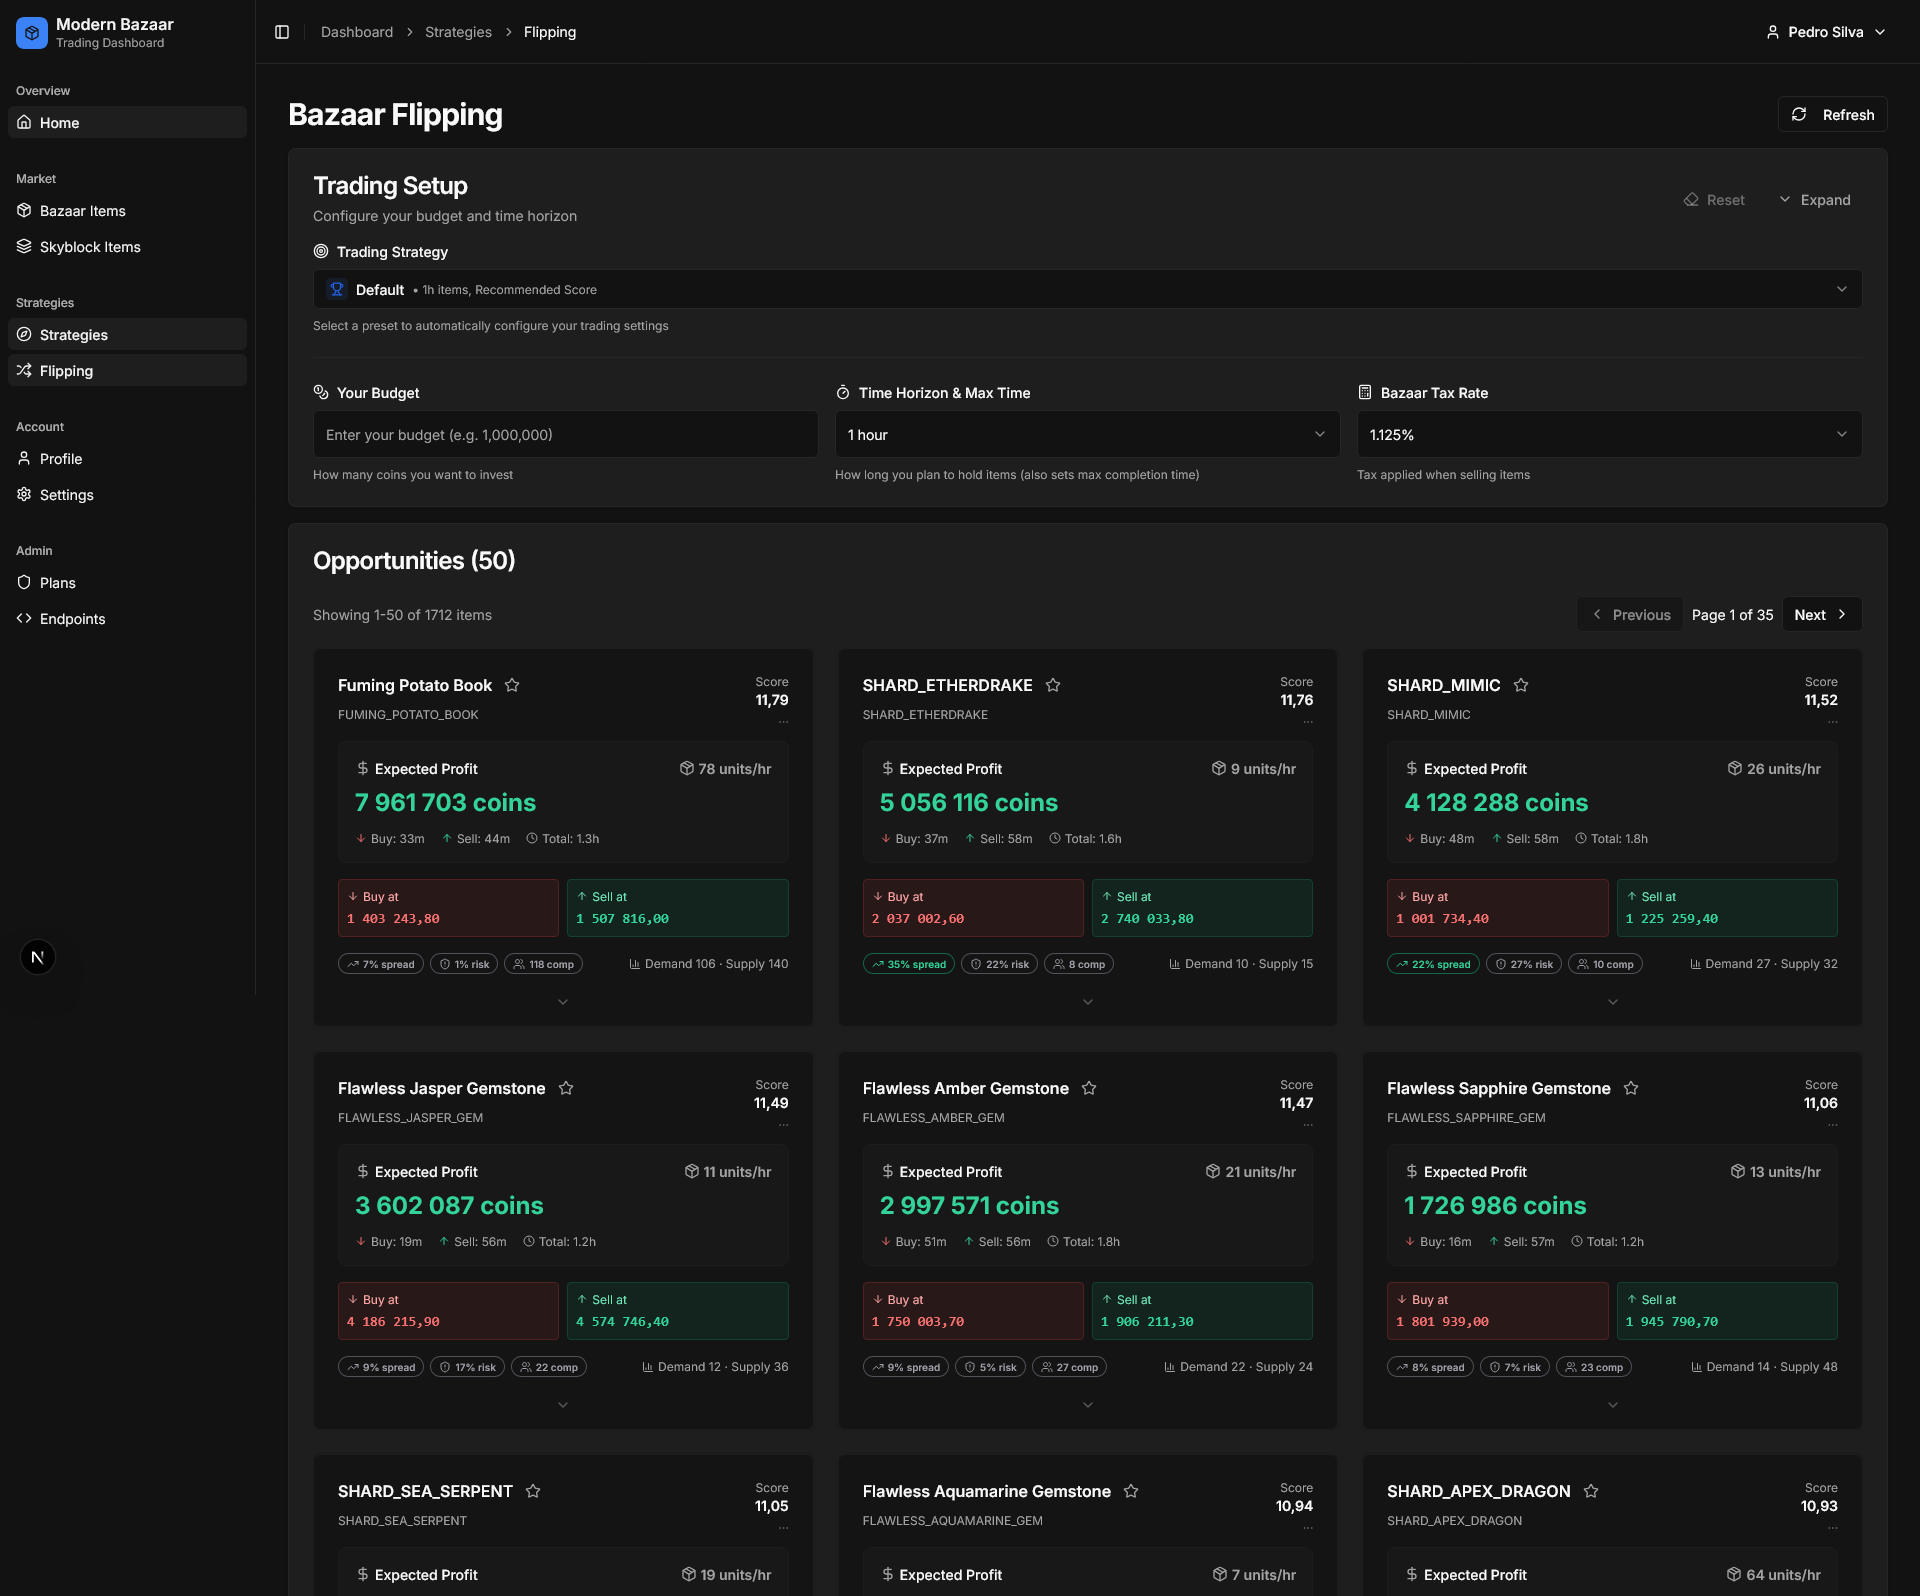 Modern Bazaar
Trading Dashboard
Overview
Home
Market
Bazaar Items
Skyblock Items
Strategies
Strategies
Flipping
Account
Profile
Settings
Admin
Plans
Endpoints
N
Dashboard > Strategies > Flipping
Pedro Silva
Bazaar Flipping
Refresh
Trading Setup
Configure your budget and time horizon
Reset
Expand
Trading Strategy
Default • 1h items, Recommended Score
Select a preset to automatically configure your trading settings
Your Budget
Enter your budget (e.g. 1,000,000)
How many coins you want to invest
Time Horizon & Max Time
1 hour
How long you plan to hold items (also sets max completion time)
Bazaar Tax Rate
1.125%
Tax applied when selling items
Opportunities (50)
Showing 1-50 of 1712 items
Previous
Page 1 of 35
Next
Fuming Potato Book
FUMING_POTATO_BOOK
Score
11,79
...
$ Expected Profit
78 units/hr
7 961 703 coins
Buy: 33m Sell: 44m Total: 1.3h
Buy at
1 403 243,80
Sell at
1 507 816,00
7% spread 1% risk 118 comp
Demand 106 · Supply 140
SHARD_ETHERDRAKE
SHARD_ETHERDRAKE
Score
11,76
...
$ Expected Profit
9 units/hr
5 056 116 coins
Buy: 37m Sell: 58m Total: 1.6h
Buy at
2 037 002,60
Sell at
2 740 033,80
35% spread 22% risk 8 comp
Demand 10 · Supply 15
SHARD_MIMIC
SHARD_MIMIC
Score
11,52
...
$ Expected Profit
26 units/hr
4 128 288 coins
Buy: 48m Sell: 58m Total: 1.8h
Buy at
1 001 734,40
Sell at
1 225 259,40
22% spread 27% risk 10 comp
Demand 27 · Supply 32
Flawless Jasper Gemstone
FLAWLESS_JASPER_GEM
Score
11,49
...
$ Expected Profit
11 units/hr
3 602 087 coins
Buy: 19m Sell: 56m Total: 1.2h
Buy at
4 186 215,90
Sell at
4 574 746,40
9% spread 17% risk 22 comp
Demand 12 · Supply 36
Flawless Amber Gemstone
FLAWLESS_AMBER_GEM
Score
11,47
...
$ Expected Profit
21 units/hr
2 997 571 coins
Buy: 51m Sell: 56m Total: 1.8h
Buy at
1 750 003,70
Sell at
1 906 211,30
9% spread 5% risk 27 comp
Demand 22 · Supply 24
Flawless Sapphire Gemstone
FLAWLESS_SAPPHIRE_GEM
Score
11,06
...
$ Expected Profit
13 units/hr
1 726 986 coins
Buy: 16m Sell: 57m Total: 1.2h
Buy at
1 801 939,00
Sell at
1 945 790,70
8% spread 7% risk 23 comp
Demand 14 · Supply 48
SHARD_SEA_SERPENT
SHARD_SEA_SERPENT
Score
11,05
...
$ Expected Profit
19 units/hr
Flawless Aquamarine Gemstone
FLAWLESS_AQUAMARINE_GEM
Score
10,94
...
$ Expected Profit
7 units/hr
SHARD_APEX_DRAGON
SHARD_APEX_DRAGON
Score
10,93
...
$ Expected Profit
64 units/hr